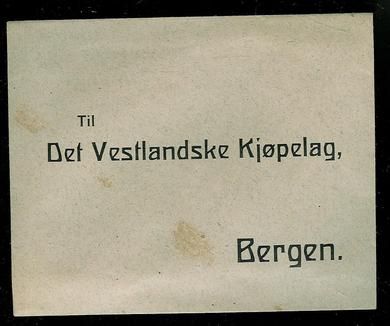 Til
Det Vestlandske Kjøpelag,
Bergen.